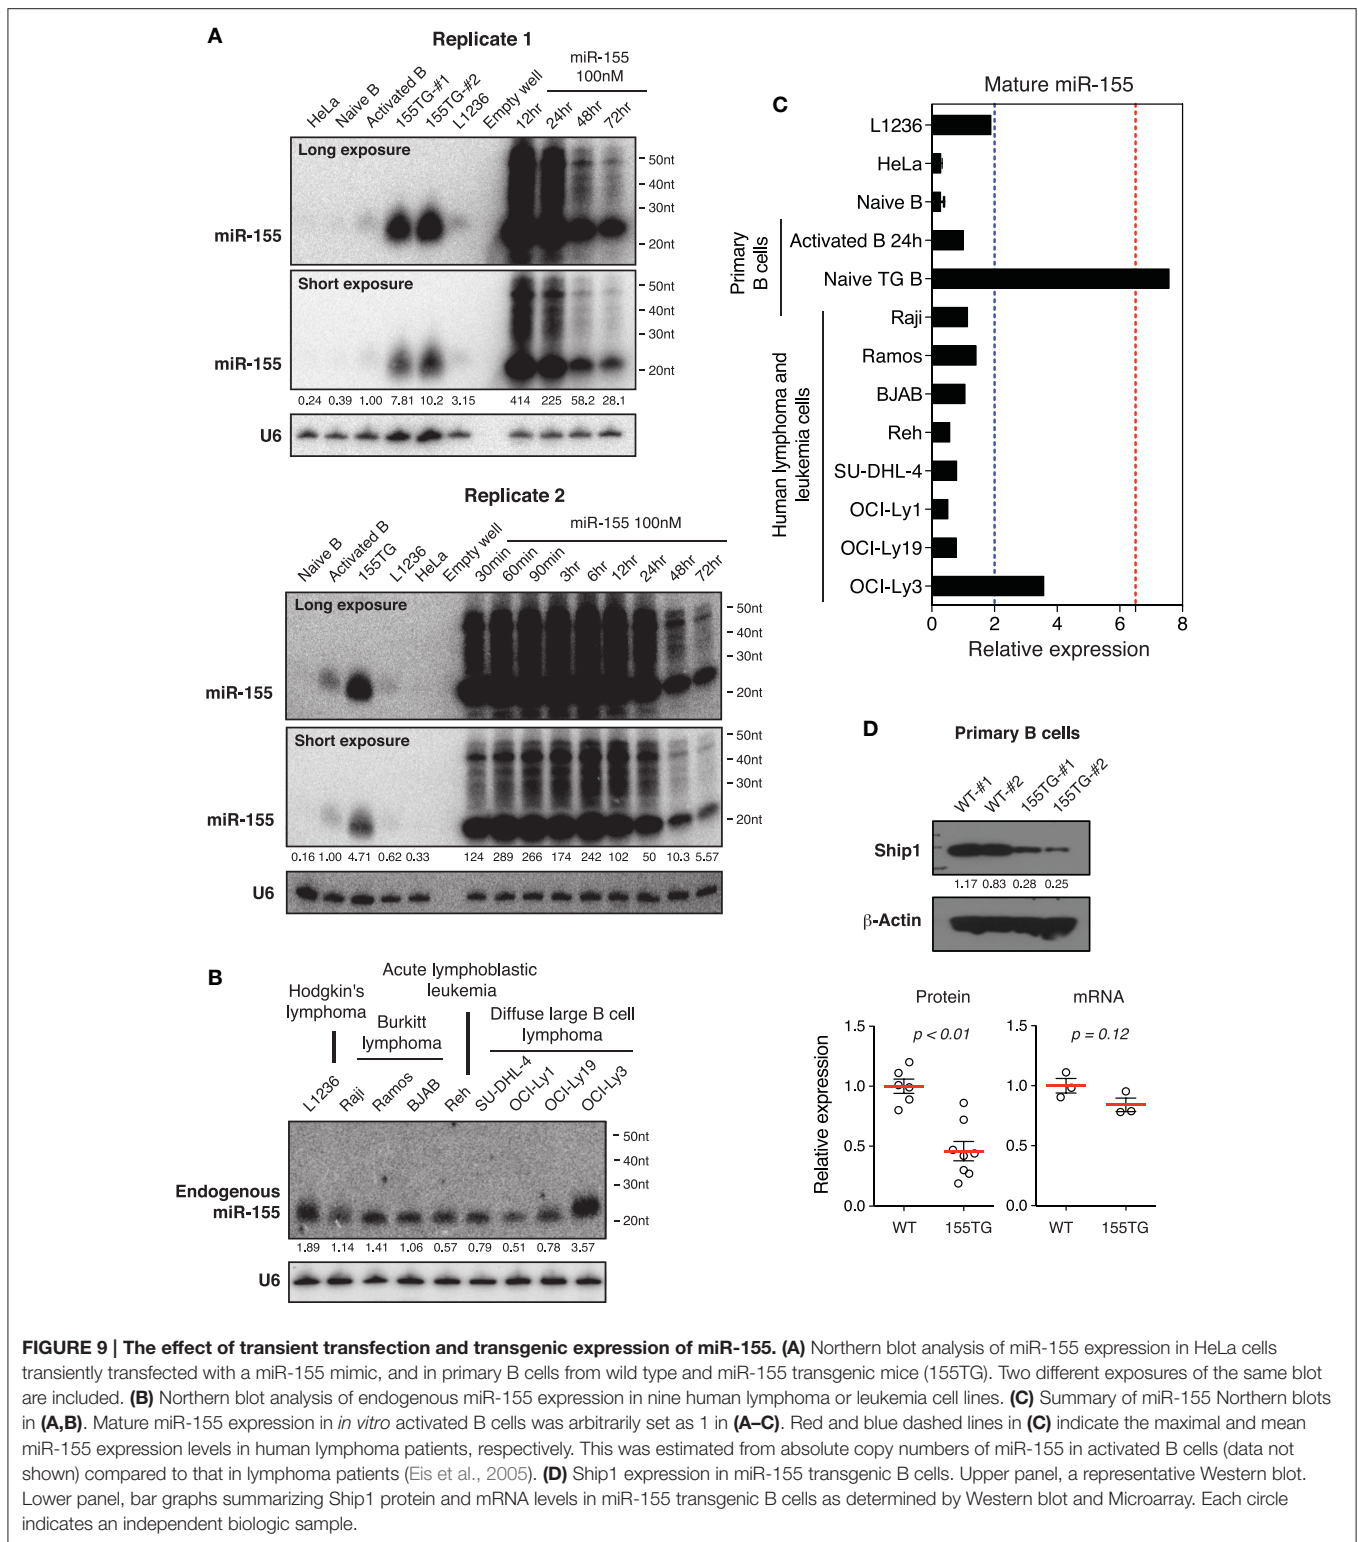 A
Replicate 1
miR-155
100nM
HeLa
Naive B
Activated B
155TG-#1
155TG-#2
L1236
Empty well
12hr
24hr
48hr
72hr
Long exposure
50nt
40nt
30nt
20nt
miR-155
Short exposure
50nt
40nt
30nt
20nt
miR-155
0.24 0.39 1.00 7.81 10.2 3.15 414 225 58.2 28.1
U6
Replicate 2
miR-155 100nM
Naive B
Activated B
155TG
L1236
HeLa
Empty well
30min
60min
90min
3hr
6hr
12hr
24hr
48hr
72hr
Long exposure
50nt
40nt
30nt
20nt
miR-155
Short exposure
50nt
40nt
30nt
20nt
miR-155
0.16 1.00 4.71 0.62 0.33 124 289 266 174 242 102 50 10.3 5.57
U6
B
Hodgkin's
lymphoma
Burkitt
lymphoma
Acute lymphoblastic
leukemia
Diffuse large B cell
lymphoma
L1236
Raji
Ramos
BJAB
Reh
SU-DHL-4
OCI-Ly1
OCI-Ly19
OCI-Ly3
50nt
40nt
30nt
20nt
Endogenous
miR-155
1.89 1.14 1.41 1.06 0.57 0.79 0.51 0.78 3.57
U6
C
Mature miR-155
L1236
HeLa
Naive B
Activated B 24h
Naive TG B
Raji
Ramos
BJAB
Reh
SU-DHL-4
OCI-Ly1
OCI-Ly19
OCI-Ly3
Primary
B cells
Human lymphoma and
leukemia cells
0 2 4 6 8
Relative expression
D
Primary B cells
WT-#1
WT-#2
155TG-#1
155TG-#2
Ship1
1.17 0.83 0.28 0.25
β-Actin
Protein
p < 0.01
1.5
1.0
0.5
0.0
Relative expression
WT 155TG
mRNA
p = 0.12
1.5
1.0
0.5
0.0
WT 155TG
FIGURE 9 | The effect of transient transfection and transgenic expression of miR-155. (A) Northern blot analysis of miR-155 expression in HeLa cells
transiently transfected with a miR-155 mimic, and in primary B cells from wild type and miR-155 transgenic mice (155TG). Two different exposures of the same blot
are included. (B) Northern blot analysis of endogenous miR-155 expression in nine human lymphoma or leukemia cell lines. (C) Summary of miR-155 Northern blots
in (A,B). Mature miR-155 expression in in vitro activated B cells was arbitrarily set as 1 in (A–C). Red and blue dashed lines in (C) indicate the maximal and mean
miR-155 expression levels in human lymphoma patients, respectively. This was estimated from absolute copy numbers of miR-155 in activated B cells (data not
shown) compared to that in lymphoma patients (Eis et al., 2005). (D) Ship1 expression in miR-155 transgenic B cells. Upper panel, a representative Western blot.
Lower panel, bar graphs summarizing Ship1 protein and mRNA levels in miR-155 transgenic B cells as determined by Western blot and Microarray. Each circle
indicates an independent biologic sample.